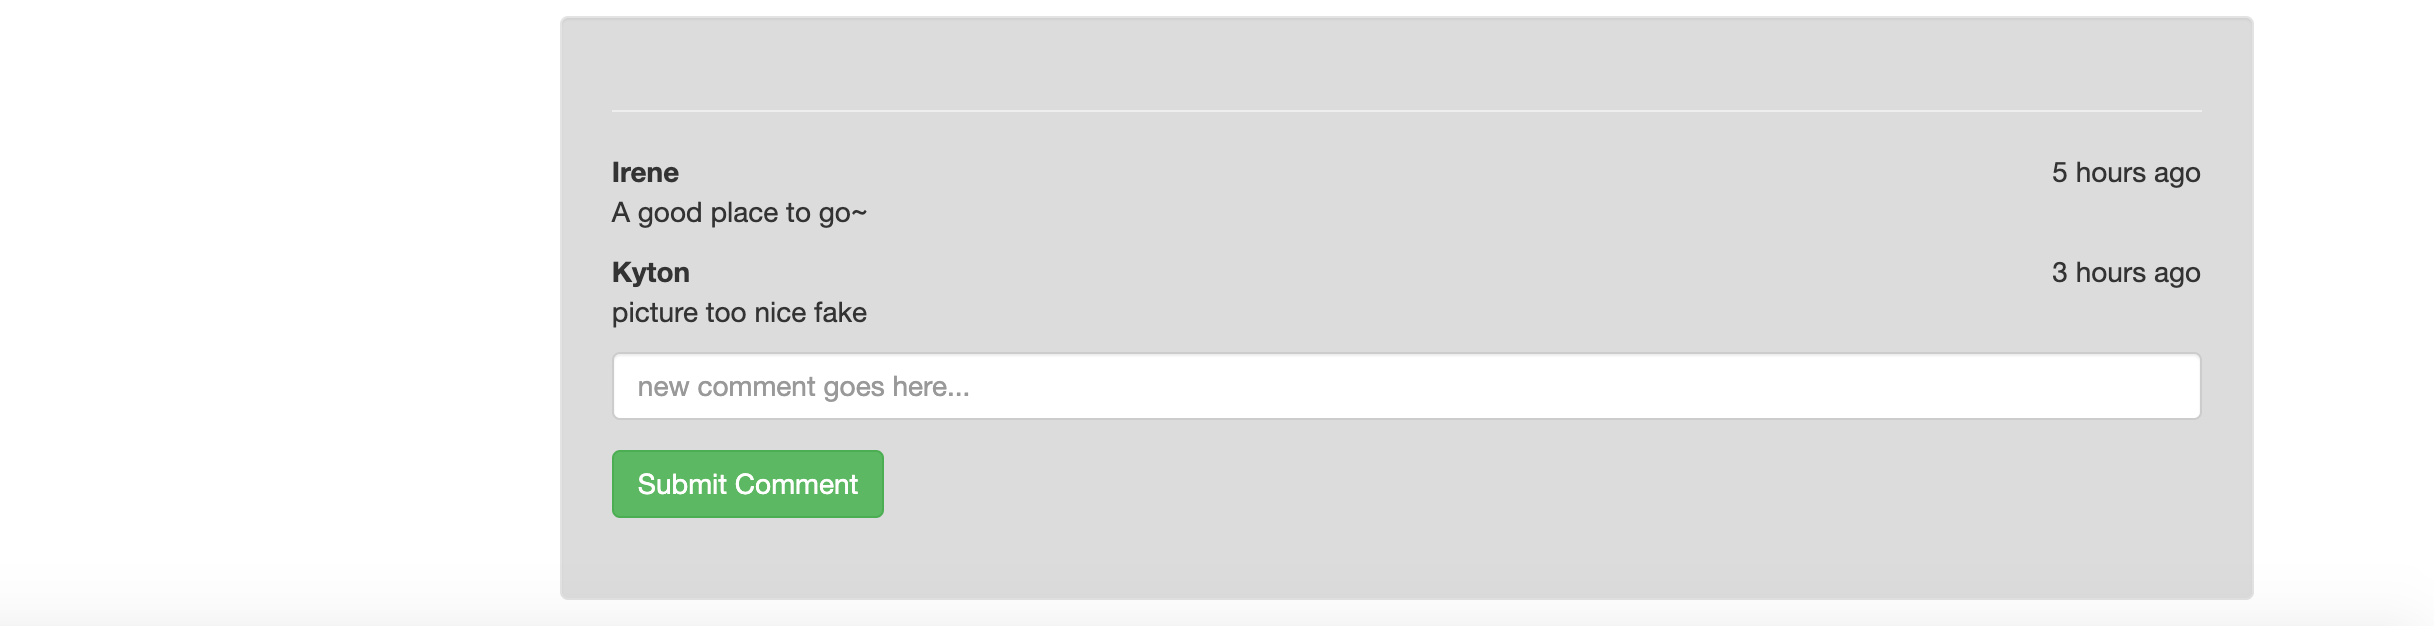 Irene 5 hours ago
A good place to go~
Kyton 3 hours ago
picture too nice fake
new comment goes here...
Submit Comment